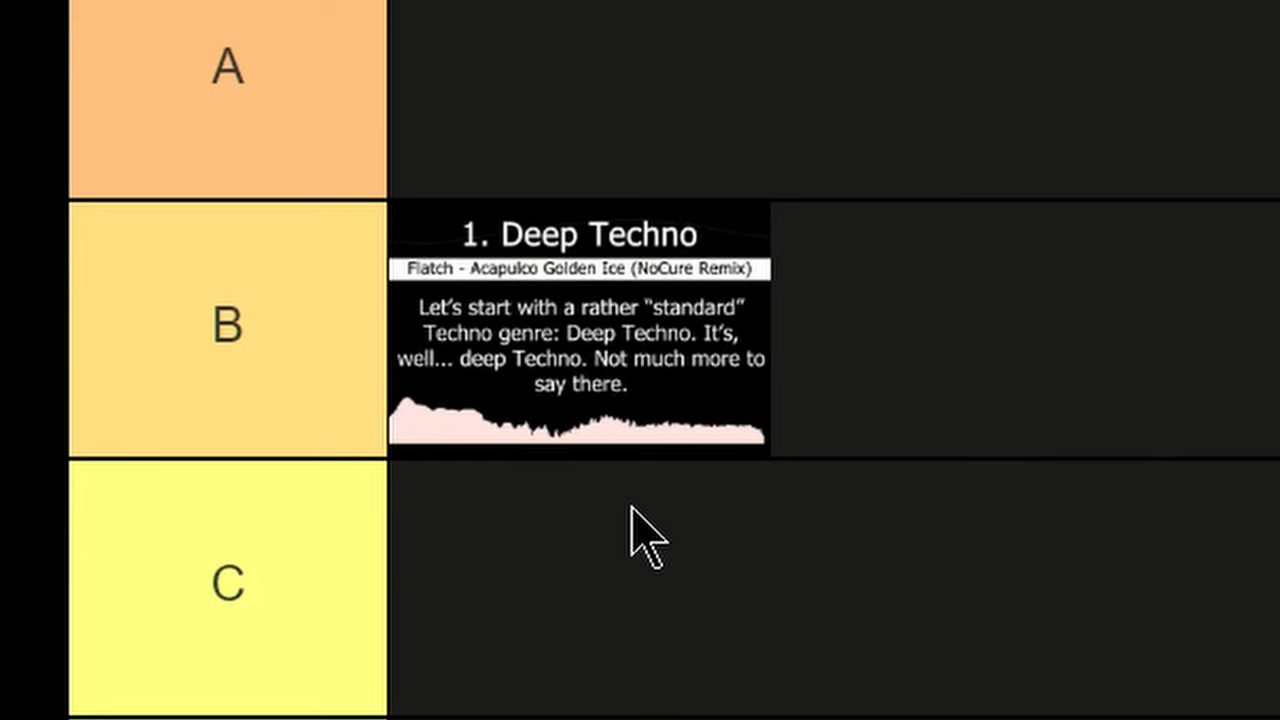 A
B
1. Deep Techno
Flatch - Acapulco Golden Ice (NoCure Remix)
Let's start with a rather “standard”
Techno genre: Deep Techno. It's,
well... deep Techno. Not much more to
say there.
C